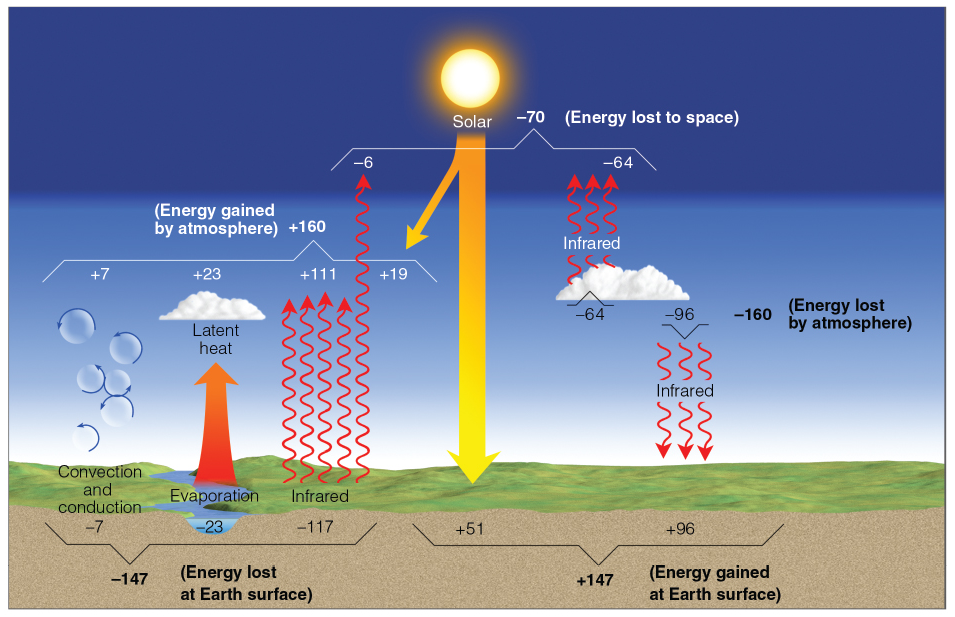 Solar
–70 (Energy lost to space)
–6
–64
(Energy gained
by atmosphere) +160
+7
+23
+111
+19
Infrared
–64
–96
–160 (Energy lost
by atmosphere)
Latent
heat
Infrared
Convection
and
conduction
Evaporation
Infrared
–7
–23
–117
+51
+96
–147 (Energy lost
at Earth surface)
+147 (Energy gained
at Earth surface)